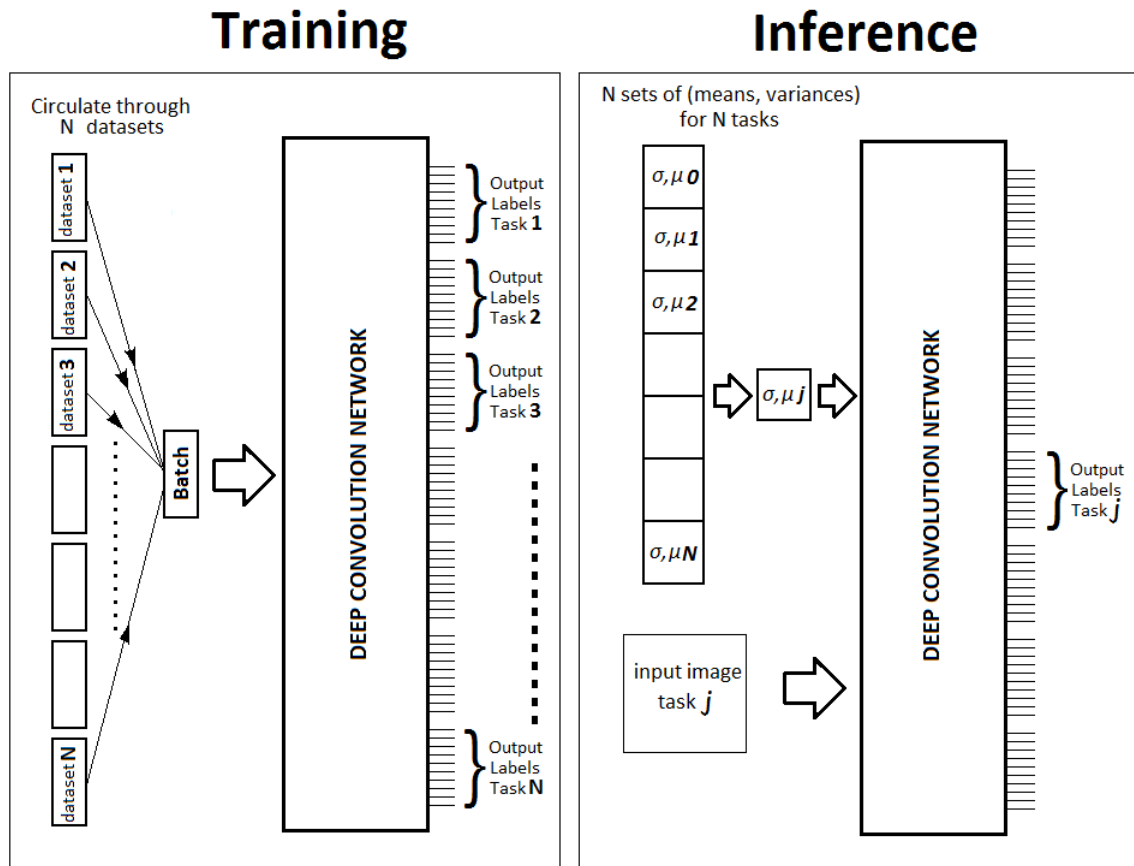 Training
Circulate through
N datasets
dataset 1
dataset 2
dataset 3
dataset N
Batch
DEEP CONVOLUTION NETWORK
Output
Labels
Task 1
Output
Labels
Task 2
Output
Labels
Task 3
Output
Labels
Task N
Inference
N sets of (means, variances)
for N tasks
σ,μ 0
σ,μ 1
σ,μ 2
σ,μ N
σ,μ j
input image
task j
DEEP CONVOLUTION NETWORK
Output
Labels
Task j